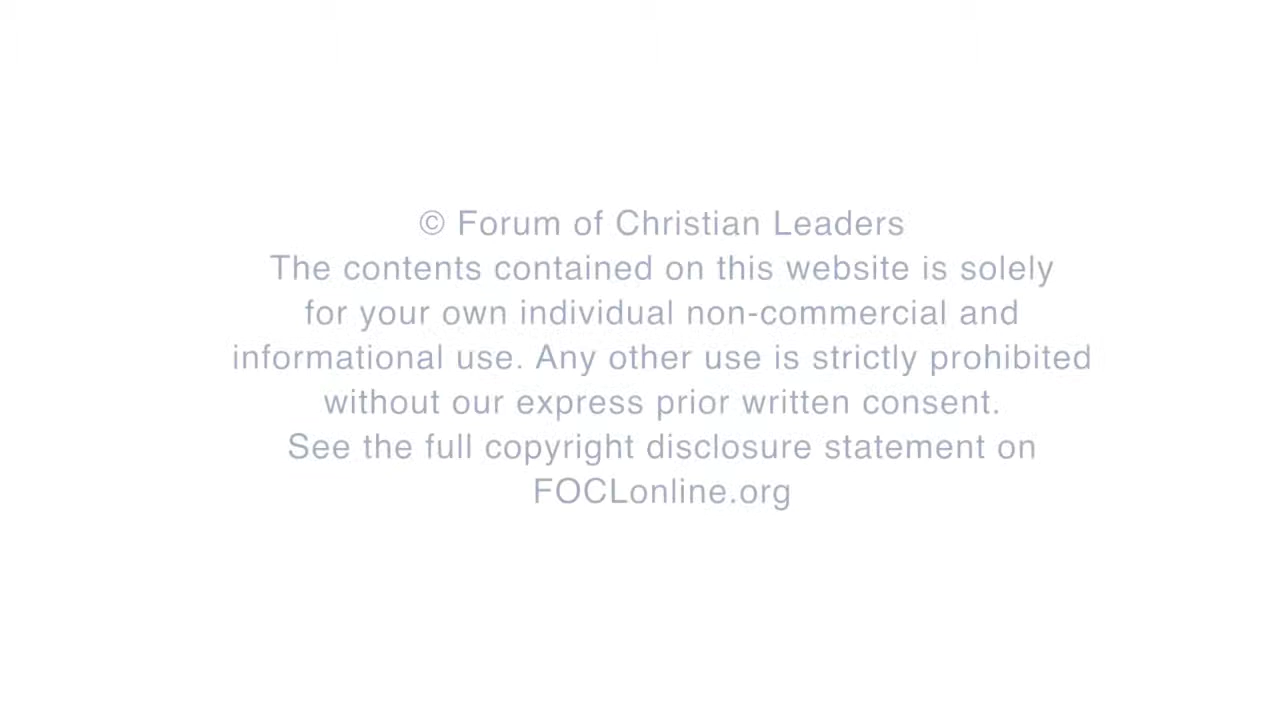 © Forum of Christian Leaders
The contents contained on this website is solely
for your own individual non-commercial and
informational use. Any other use is strictly prohibited
without our express prior written consent.
See the full copyright disclosure statement on
FOCLonline.org